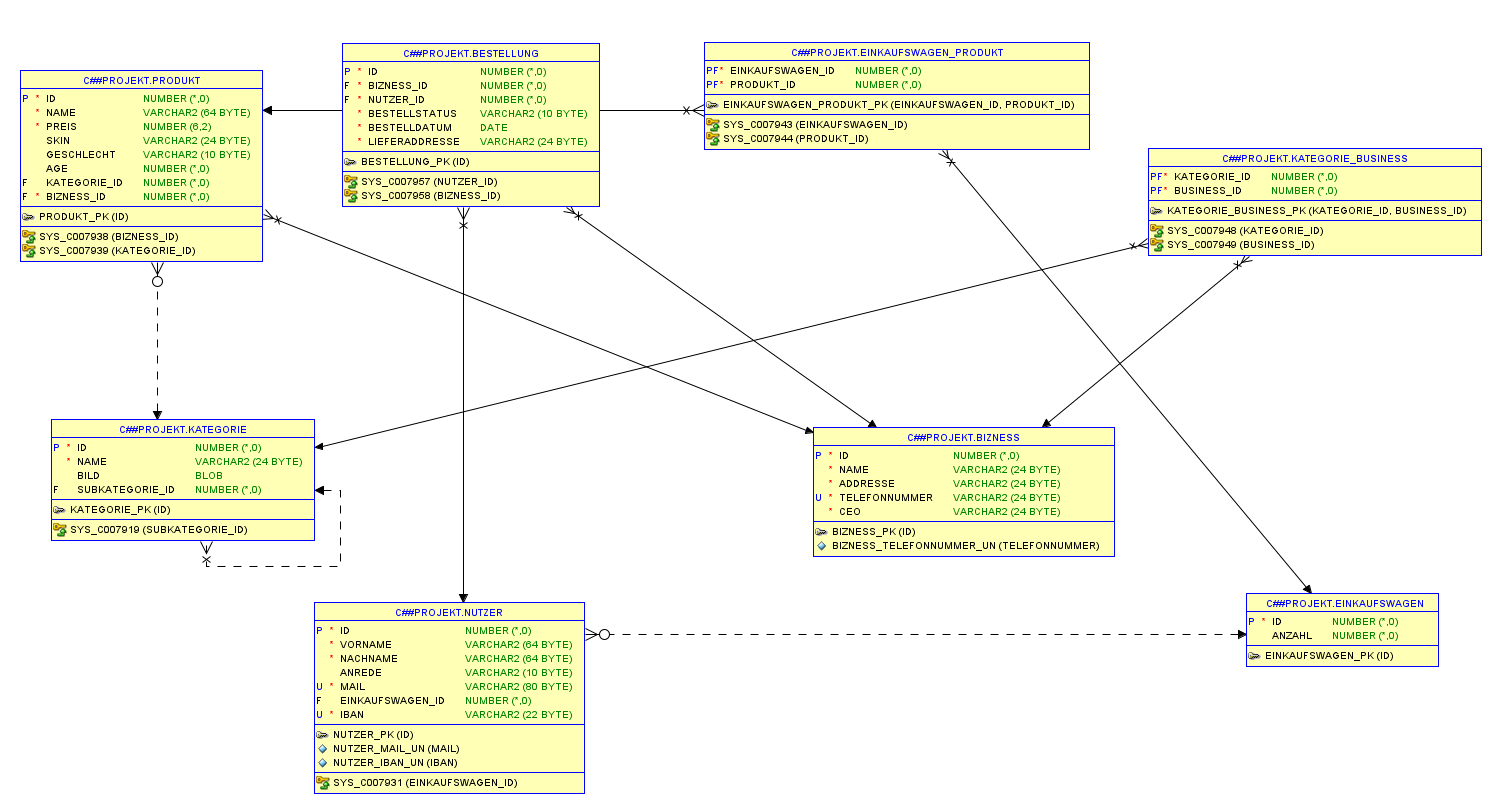 C##PROJEKT.PRODUKT
P * ID NUMBER (*,0)
* NAME VARCHAR2 (64 BYTE)
* PREIS NUMBER (6,2)
SKIN VARCHAR2 (24 BYTE)
GESCHLECHT VARCHAR2 (10 BYTE)
AGE NUMBER (*,0)
F KATEGORIE_ID NUMBER (*,0)
F * BIZNESS_ID NUMBER (*,0)
PRODUKT_PK (ID)
SYS_C007938 (BIZNESS_ID)
SYS_C007939 (KATEGORIE_ID)
C##PROJEKT.BESTELLUNG
P * ID NUMBER (*,0)
F * BIZNESS_ID NUMBER (*,0)
F * NUTZER_ID NUMBER (*,0)
* BESTELLSTATUS VARCHAR2 (10 BYTE)
* BESTELLDATUM DATE
* LIEFERADDRESSE VARCHAR2 (24 BYTE)
BESTELLUNG_PK (ID)
SYS_C007957 (NUTZER_ID)
SYS_C007958 (BIZNESS_ID)
C##PROJEKT.EINKAUFSWAGEN_PRODUKT
PF* EINKAUFSWAGEN_ID NUMBER (*,0)
PF* PRODUKT_ID NUMBER (*,0)
EINKAUFSWAGEN_PRODUKT_PK (EINKAUFSWAGEN_ID, PRODUKT_ID)
SYS_C007943 (EINKAUFSWAGEN_ID)
SYS_C007944 (PRODUKT_ID)
C##PROJEKT.KATEGORIE_BUSINESS
PF* KATEGORIE_ID NUMBER (*,0)
PF* BUSINESS_ID NUMBER (*,0)
KATEGORIE_BUSINESS_PK (KATEGORIE_ID, BUSINESS_ID)
SYS_C007948 (KATEGORIE_ID)
SYS_C007949 (BUSINESS_ID)
C##PROJEKT.KATEGORIE
P * ID NUMBER (*,0)
* NAME VARCHAR2 (24 BYTE)
BILD BLOB
F SUBKATEGORIE_ID NUMBER (*,0)
KATEGORIE_PK (ID)
SYS_C007919 (SUBKATEGORIE_ID)
C##PROJEKT.BIZNESS
P * ID NUMBER (*,0)
* NAME VARCHAR2 (24 BYTE)
* ADDRESSE VARCHAR2 (24 BYTE)
U * TELEFONNUMMER VARCHAR2 (24 BYTE)
* CEO VARCHAR2 (24 BYTE)
BIZNESS_PK (ID)
BIZNESS_TELEFONNUMMER_UN (TELEFONNUMMER)
C##PROJEKT.NUTZER
P * ID NUMBER (*,0)
* VORNAME VARCHAR2 (64 BYTE)
* NACHNAME VARCHAR2 (64 BYTE)
ANREDE VARCHAR2 (10 BYTE)
U * MAIL VARCHAR2 (80 BYTE)
F EINKAUFSWAGEN_ID NUMBER (*,0)
U * IBAN VARCHAR2 (22 BYTE)
NUTZER_PK (ID)
NUTZER_MAIL_UN (MAIL)
NUTZER_IBAN_UN (IBAN)
SYS_C007931 (EINKAUFSWAGEN_ID)
C##PROJEKT.EINKAUFSWAGEN
P * ID NUMBER (*,0)
ANZAHL NUMBER (*,0)
EINKAUFSWAGEN_PK (ID)